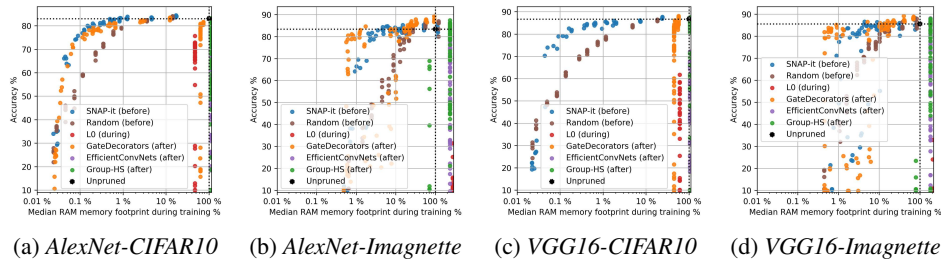 Accuracy %
90
80
70
60
50
40
30
20
10
SNAP-it (before)
Random (before)
L0 (during)
GateDecorators (after)
EfficientConvNets (after)
Group-HS (after)
Unpruned
0.01 % 0.1 % 1 % 10 % 100 %
Median RAM memory footprint during training %
(a) AlexNet-CIFAR10
Accuracy %
90
80
70
60
50
40
30
20
10
SNAP-it (before)
Random (before)
L0 (during)
GateDecorators (after)
EfficientConvNets (after)
Group-HS (after)
Unpruned
0.01 % 0.1 % 1 % 10 % 100 %
Median RAM memory footprint during training %
(b) AlexNet-Imagnette
Accuracy %
90
80
70
60
50
40
30
20
10
SNAP-it (before)
Random (before)
L0 (during)
GateDecorators (after)
EfficientConvNets (after)
Group-HS (after)
Unpruned
0.01 % 0.1 % 1 % 10 % 100 %
Median RAM memory footprint during training %
(c) VGG16-CIFAR10
Accuracy %
90
80
70
60
50
40
30
20
10
SNAP-it (before)
Random (before)
L0 (during)
GateDecorators (after)
EfficientConvNets (after)
Group-HS (after)
Unpruned
0.01 % 0.1 % 1 % 10 % 100 %
Median RAM memory footprint during training %
(d) VGG16-Imagnette